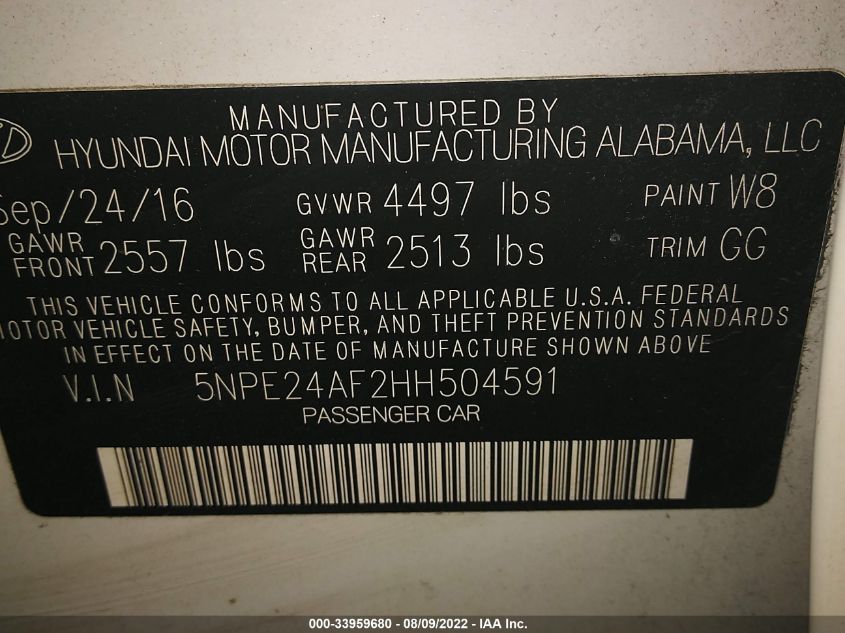 MANUFACTURED BY
HYUNDAI MOTOR MANUFACTURING ALABAMA, LLC
Sep/24/16 GVWR 4497 lbs PAINT W8
GAWR FRONT 2557 lbs GAWR REAR 2513 lbs TRIM GG
THIS VEHICLE CONFORMS TO ALL APPLICABLE U.S.A. FEDERAL
MOTOR VEHICLE SAFETY, BUMPER, AND THEFT PREVENTION STANDARDS
IN EFFECT ON THE DATE OF MANUFACTURE SHOWN ABOVE
V.I.N 5NPE24AF2HH504591
PASSENGER CAR
000-33959680 - 08/09/2022 - IAA Inc.